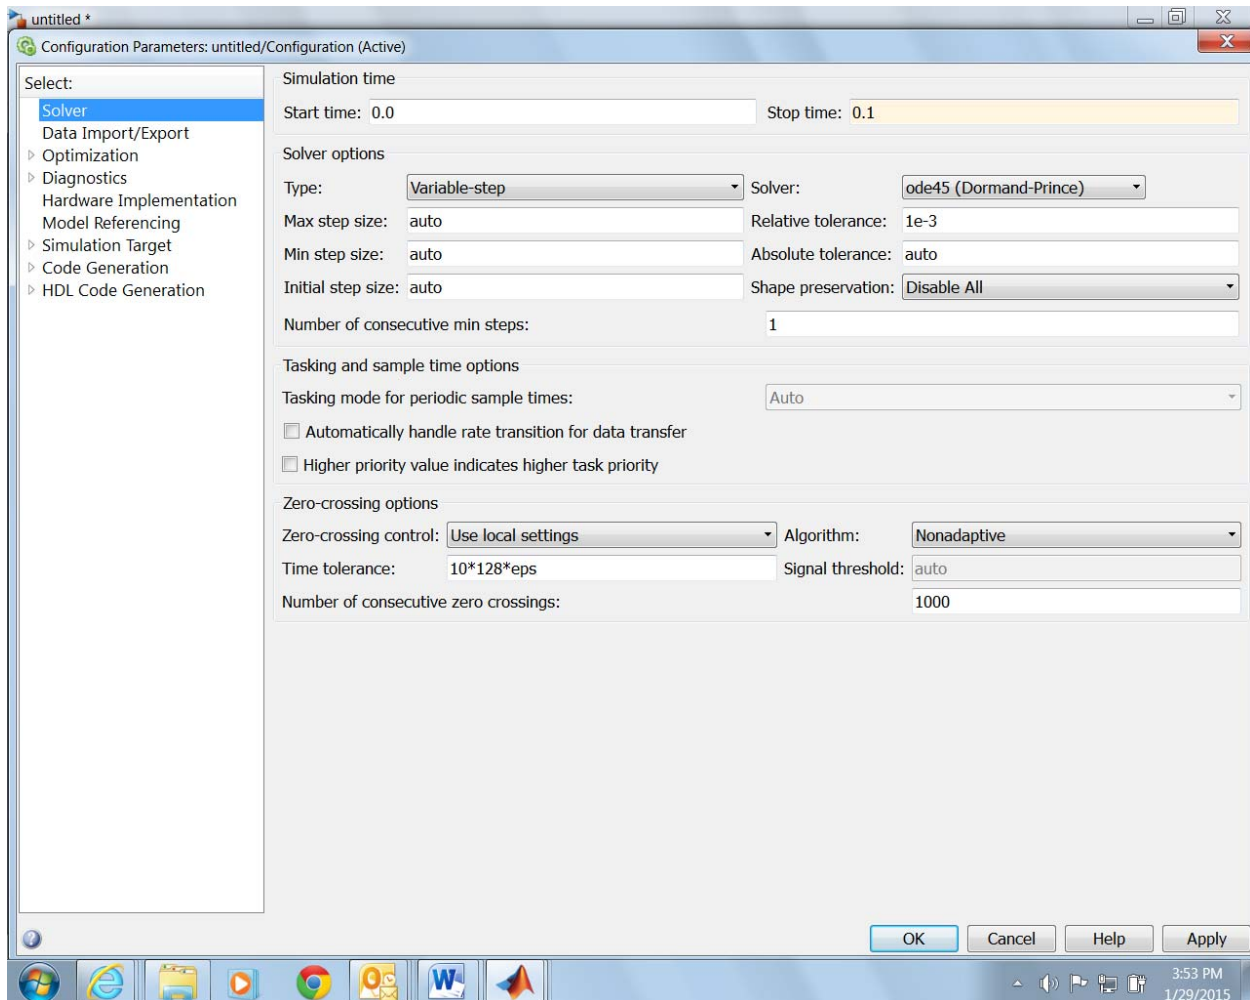 untitled *
Configuration Parameters: untitled/Configuration (Active)
Select:
Solver
Data Import/Export
Optimization
Diagnostics
Hardware Implementation
Model Referencing
Simulation Target
Code Generation
HDL Code Generation
Simulation time
Start time: 0.0 Stop time: 0.1
Solver options
Type: Variable-step Solver: ode45 (Dormand-Prince)
Max step size: auto Relative tolerance: 1e-3
Min step size: auto Absolute tolerance: auto
Initial step size: auto Shape preservation: Disable All
Number of consecutive min steps: 1
Tasking and sample time options
Tasking mode for periodic sample times: Auto
Automatically handle rate transition for data transfer
Higher priority value indicates higher task priority
Zero-crossing options
Zero-crossing control: Use local settings Algorithm: Nonadaptive
Time tolerance: 10*128*eps Signal threshold: auto
Number of consecutive zero crossings: 1000
OK Cancel Help Apply
3:53 PM
1/29/2015